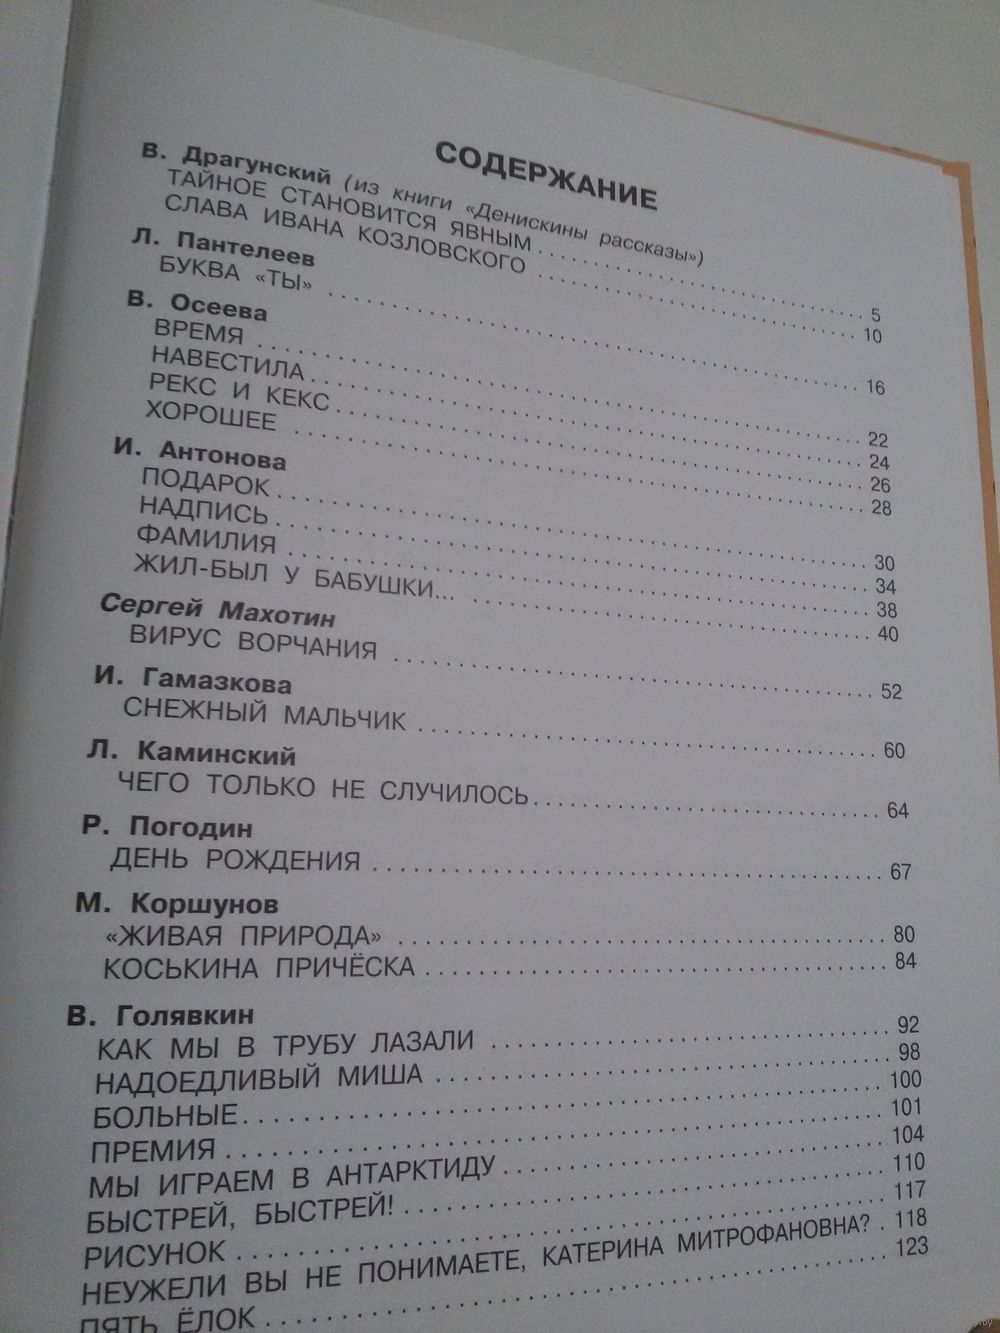 СОДЕРЖАНИЕ
В. Драгунский (из книги «Денискины рассказы»)
ТАЙНОЕ СТАНОВИТСЯ ЯВНЫМ . . . . . . . . . . 5
СЛАВА ИВАНА КОЗЛОВСКОГО . . . . . . . . . . 10
Л. Пантелеев
БУКВА «ТЫ» . . . . . . . . . . 16
В. Осеева
ВРЕМЯ . . . . . . . . . . 22
НАВЕСТИЛА . . . . . . . . . . 24
РЕКС И КЕКС . . . . . . . . . . 26
ХОРОШЕЕ . . . . . . . . . . 28
И. Антонова
ПОДАРОК . . . . . . . . . . 30
НАДПИСЬ . . . . . . . . . . 34
ФАМИЛИЯ . . . . . . . . . . 38
ЖИЛ-БЫЛ У БАБУШКИ... . . . . . . . . . . 40
Сергей Махотин
ВИРУС ВОРЧАНИЯ . . . . . . . . . . 52
И. Гамазкова
СНЕЖНЫЙ МАЛЬЧИК . . . . . . . . . . 60
Л. Каминский
ЧЕГО ТОЛЬКО НЕ СЛУЧИЛОСЬ . . . . . . . . . . 64
Р. Погодин
ДЕНЬ РОЖДЕНИЯ . . . . . . . . . . 67
М. Коршунов
«ЖИВАЯ ПРИРОДА» . . . . . . . . . . 80
КОСЬКИНА ПРИЧЁСКА . . . . . . . . . . 84
В. Голявкин
КАК МЫ В ТРУБУ ЛАЗАЛИ . . . . . . . . . . 92
НАДОЕДЛИВЫЙ МИША . . . . . . . . . . 98
БОЛЬНЫЕ . . . . . . . . . . 100
ПРЕМИЯ . . . . . . . . . . 101
МЫ ИГРАЕМ В АНТАРКТИДУ . . . . . . . . . . 104
БЫСТРЕЙ, БЫСТРЕЙ! . . . . . . . . . . 110
РИСУНОК . . . . . . . . . . 117
НЕУЖЕЛИ ВЫ НЕ ПОНИМАЕТЕ, КАТЕРИНА МИТРОФАНОВНА? . 118
ПЯТЬ ЁЛОК . . . . . . . . . . 123